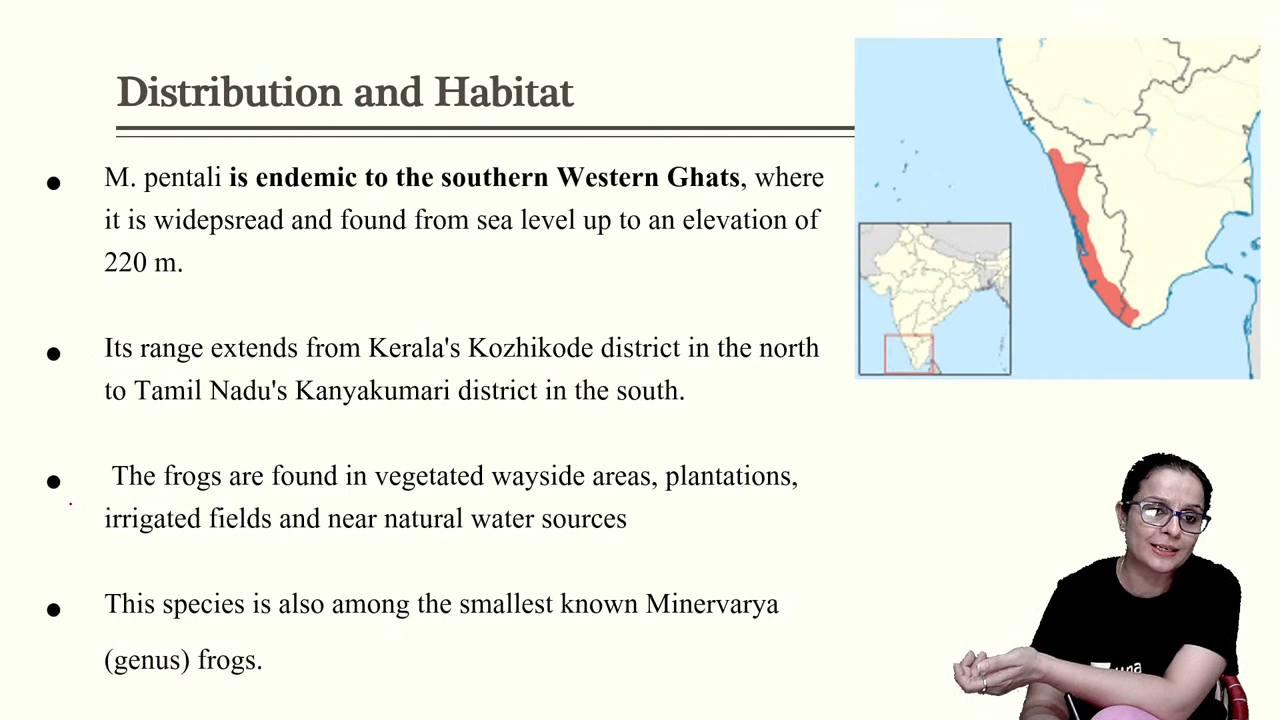 Distribution and Habitat
● M. pentali is endemic to the southern Western Ghats, where
it is widepsread and found from sea level up to an elevation of
220 m.
● Its range extends from Kerala's Kozhikode district in the north
to Tamil Nadu's Kanyakumari district in the south.
● The frogs are found in vegetated wayside areas, plantations,
irrigated fields and near natural water sources
● This species is also among the smallest known Minervarya
(genus) frogs.